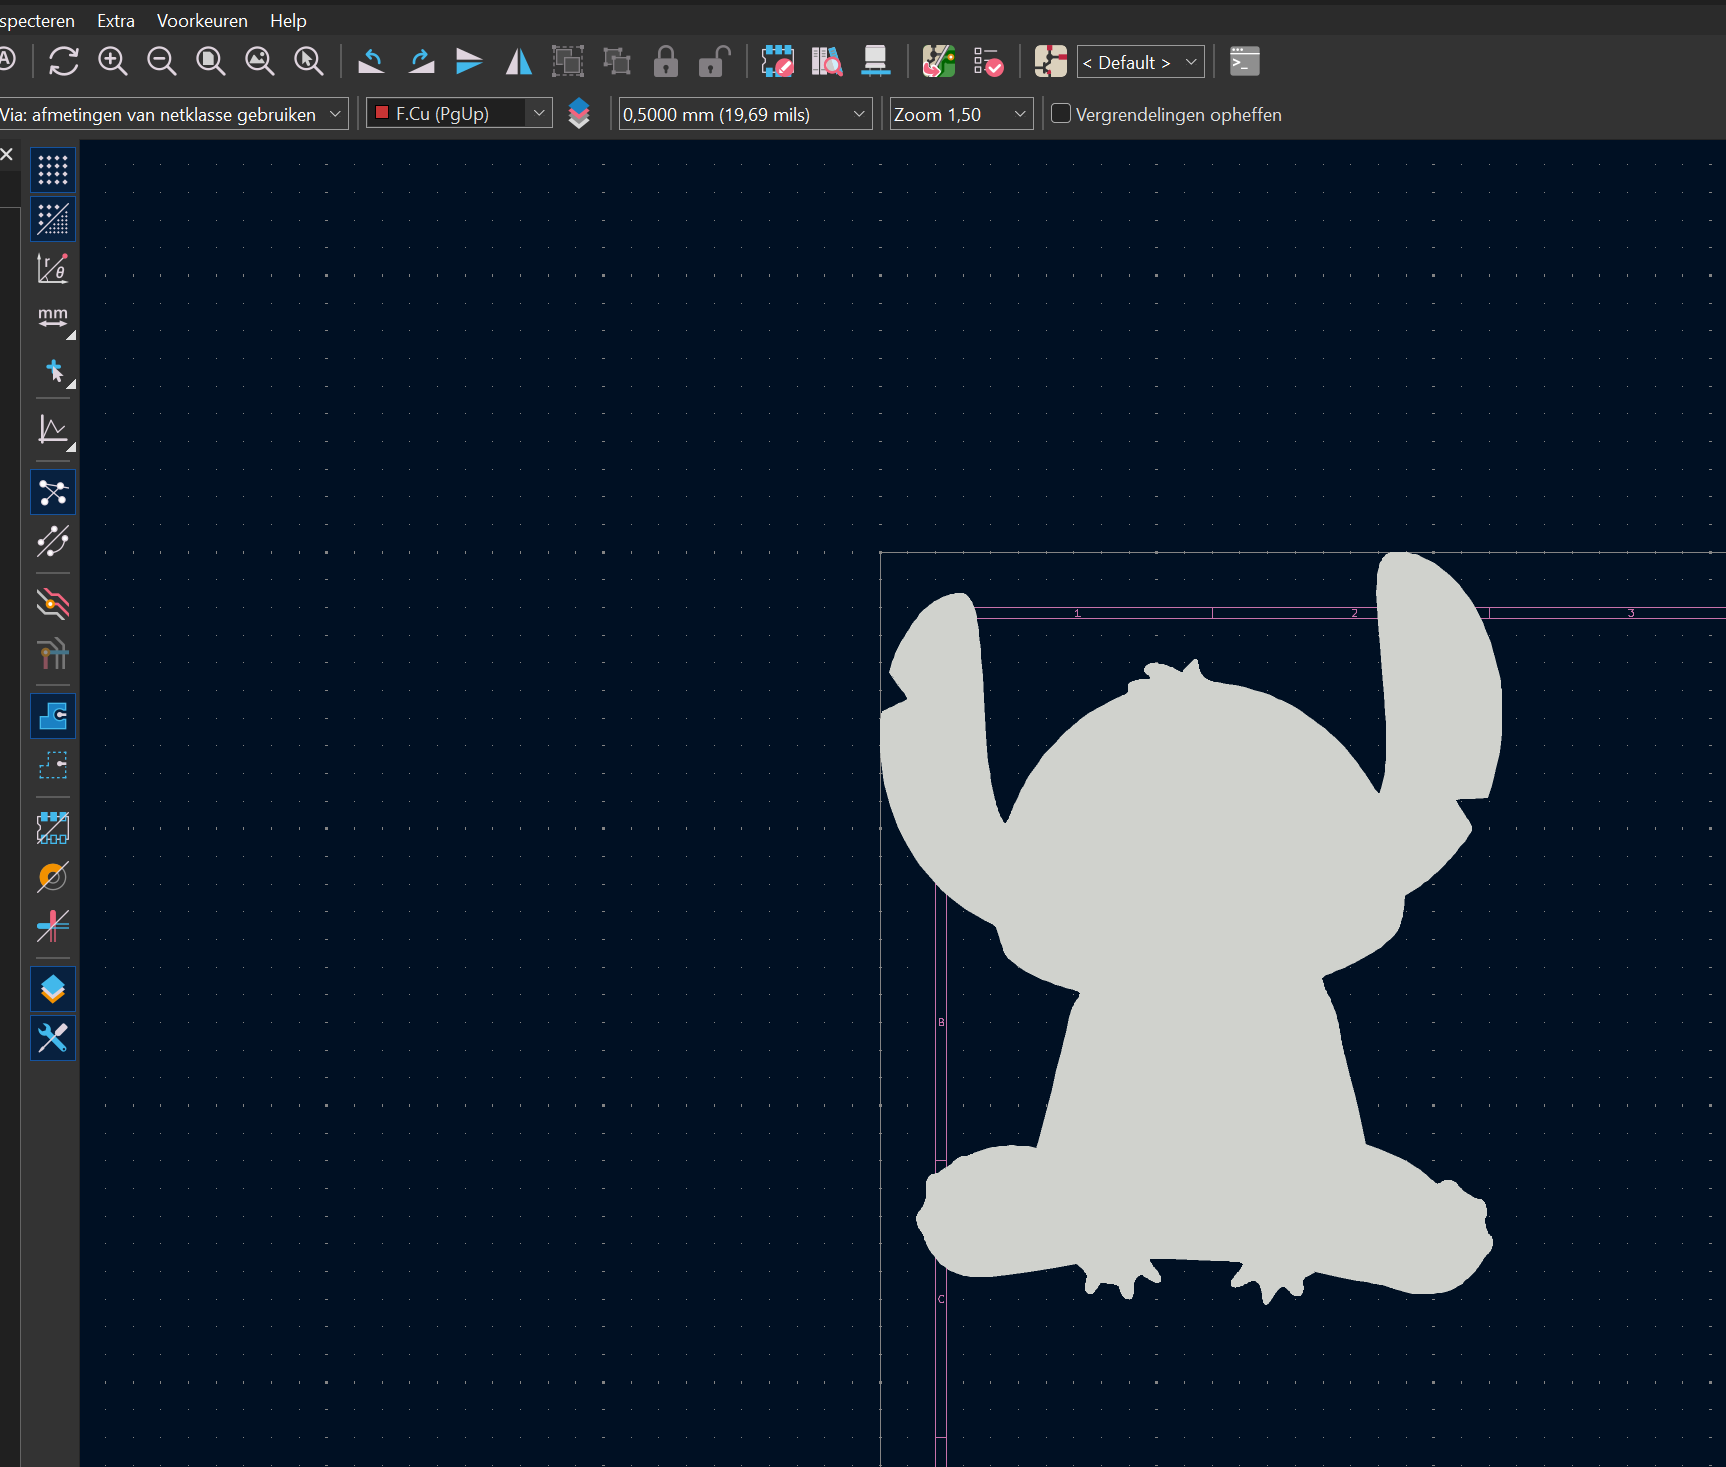 specteren Extra Voorkeuren Help
< Default >
Via: afmetingen van netklasse gebruiken F.Cu (PgUp) 0,5000 mm (19,69 mils) Zoom 1,50 Vergrendelingen opheffen
r θ
mm
1 2 3
B
C